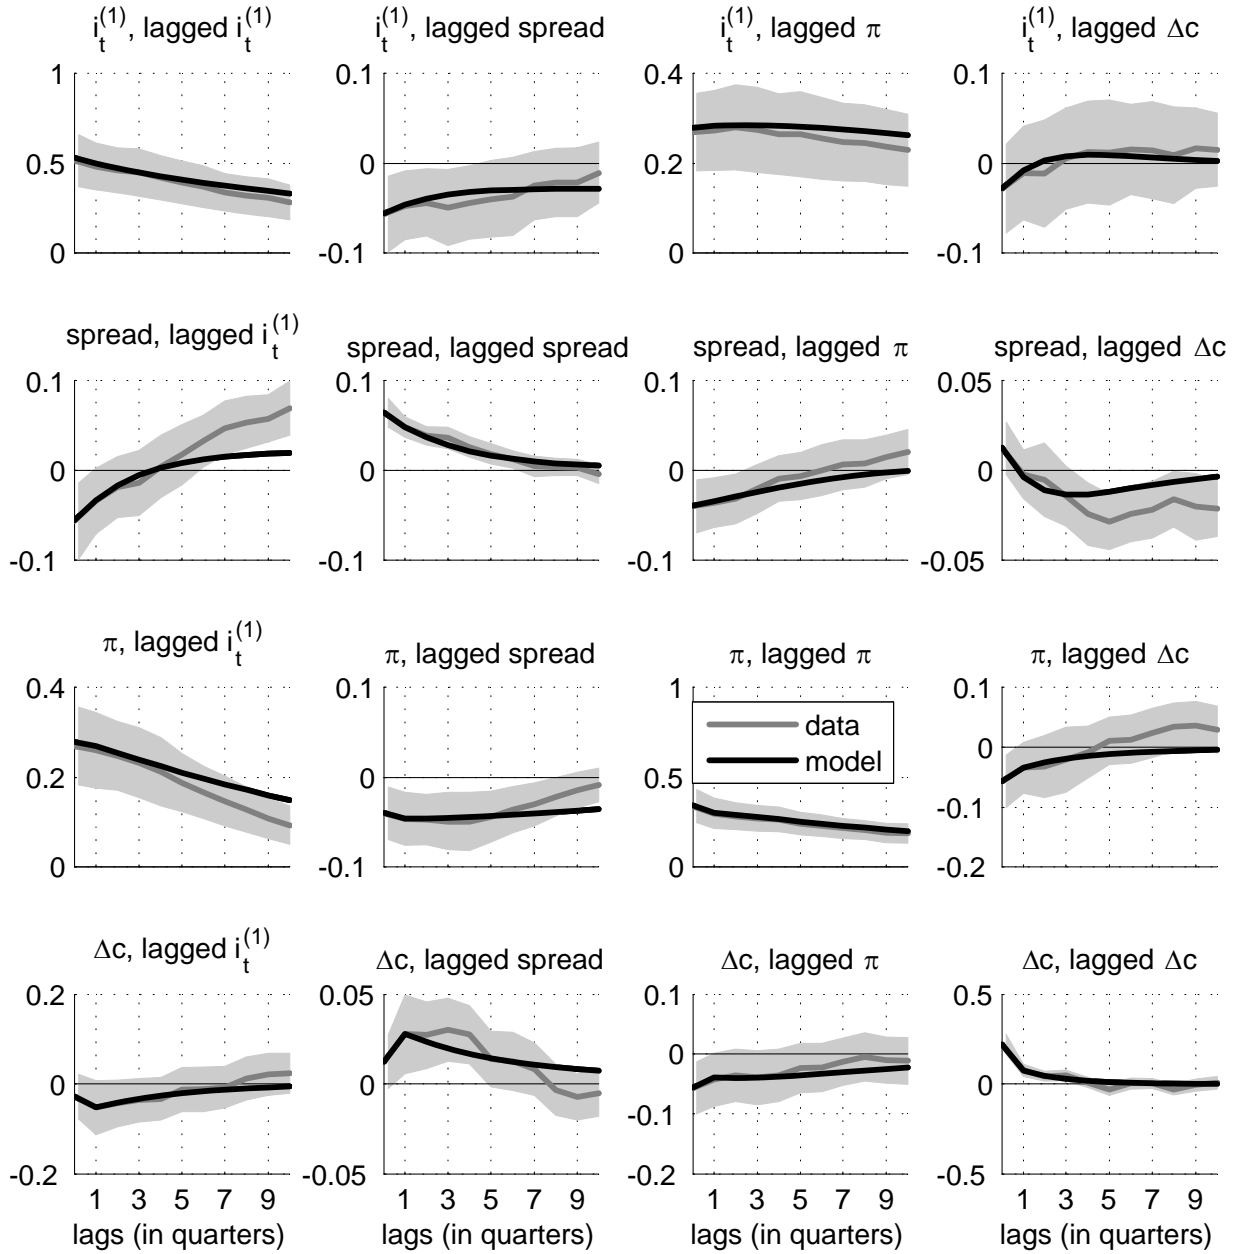 i_t^(1), lagged i_t^(1)
i_t^(1), lagged spread
i_t^(1), lagged π
i_t^(1), lagged Δc
1
0.5
0
0.1
0
-0.1
0.4
0.2
0
0.1
0
-0.1
spread, lagged i_t^(1)
spread, lagged spread
spread, lagged π
spread, lagged Δc
0.1
0
-0.1
0.1
0
-0.1
0.1
0
-0.1
0.05
0
-0.05
π, lagged i_t^(1)
π, lagged spread
π, lagged π
π, lagged Δc
0.4
0.2
0
0.1
0
-0.1
1
0.5
0
data
model
0.1
0
-0.1
-0.2
Δc, lagged i_t^(1)
Δc, lagged spread
Δc, lagged π
Δc, lagged Δc
0.2
0
-0.2
0.05
0
-0.05
0.1
0
-0.1
-0.2
0.5
0
-0.5
1 3 5 7 9
1 3 5 7 9
1 3 5 7 9
1 3 5 7 9
lags (in quarters)
lags (in quarters)
lags (in quarters)
lags (in quarters)